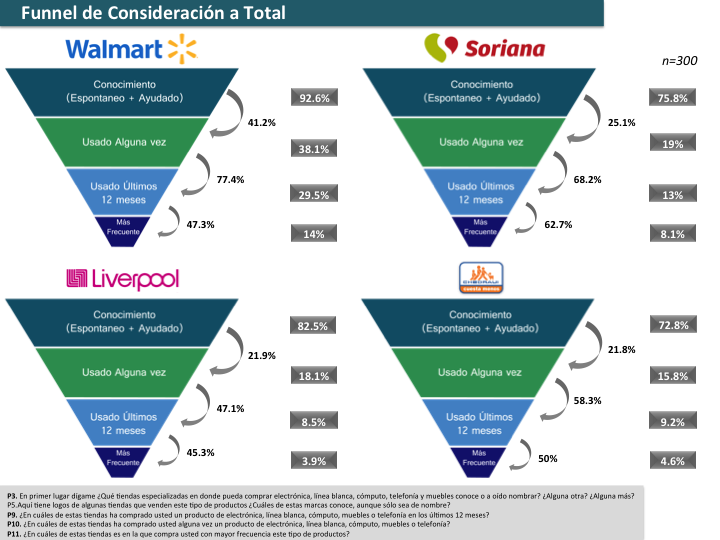 Funnel de Consideración a Total
Walmart
Soriana
n=300
Conocimiento
(Espontaneo + Ayudado)
92.6%
41.2%
Usado Alguna vez
38.1%
77.4%
Usado Últimos
12 meses
29.5%
47.3%
Más
Frecuente
14%
Conocimiento
(Espontaneo + Ayudado)
75.8%
25.1%
Usado Alguna vez
19%
68.2%
Usado Últimos
12 meses
13%
62.7%
Más
Frecuente
8.1%
Liverpool
CHEDRAUI
cuesta menos
Conocimiento
(Espontaneo + Ayudado)
82.5%
21.9%
Usado Alguna vez
18.1%
47.1%
Usado Últimos
12 meses
8.5%
45.3%
Más
Frecuente
3.9%
Conocimiento
(Espontaneo + Ayudado)
72.8%
21.8%
Usado Alguna vez
15.8%
58.3%
Usado Últimos
12 meses
9.2%
50%
Más
Frecuente
4.6%
P3. En primer lugar dígame ¿Qué tiendas especializadas en donde pueda comprar electrónica, línea blanca, cómputo, telefonía y muebles conoce o a oído nombrar? ¿Alguna otra? ¿Alguna más?
P5.Aquí tiene logos de algunas tiendas que venden este tipo de productos ¿Cuáles de estas marcas conoce, aunque sólo sea de nombre?
P9. ¿En cuáles de estas tiendas ha comprado usted un producto de electrónica, línea blanca, cómputo, muebles o telefonía en los últimos 12 meses?
P10. ¿En cuáles de estas tiendas ha comprado usted alguna vez un producto de electrónica, línea blanca, cómputo, muebles o telefonía?
P11. ¿En cuáles de estas tiendas es en la que compra usted con mayor frecuencia este tipo de productos?